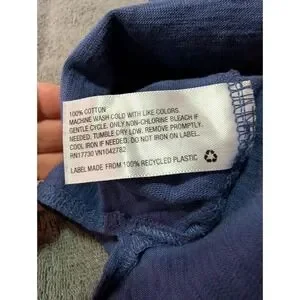 100% COTTON
MACHINE WASH COLD WITH LIKE COLORS.
GENTLE CYCLE. ONLY NON-CHLORINE BLEACH IF
NEEDED. TUMBLE DRY LOW. REMOVE PROMPTLY.
COOL IRON IF NEEDED. DO NOT IRON ON LABEL.
RN17730 VN1042782
LABEL MADE FROM 100% RECYCLED PLASTIC